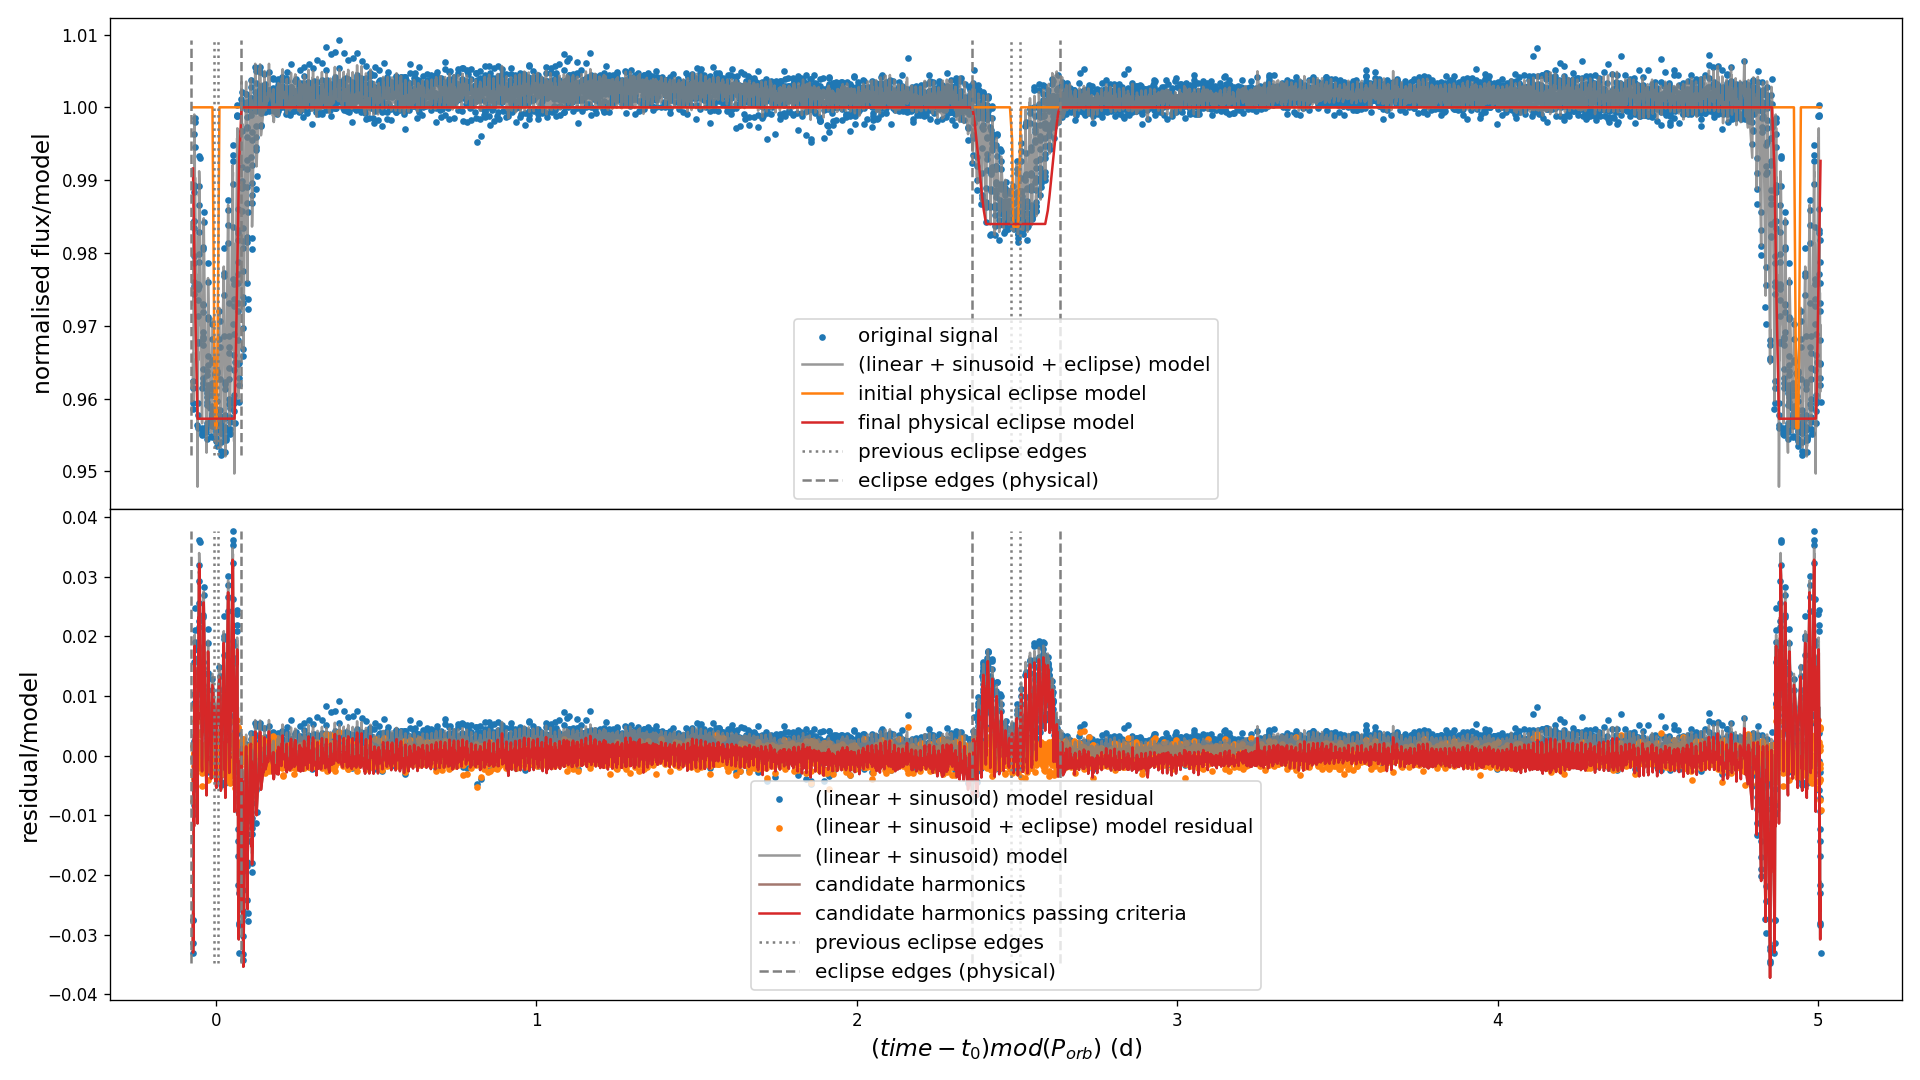 1.01
1.00
0.99
0.98
0.97
0.96
0.95
normalised flux/model
original signal
(linear + sinusoid + eclipse) model
initial physical eclipse model
final physical eclipse model
previous eclipse edges
eclipse edges (physical)
0.04
0.03
0.02
0.01
0.00
−0.01
−0.02
−0.03
−0.04
residual/model
(linear + sinusoid) model residual
(linear + sinusoid + eclipse) model residual
(linear + sinusoid) model
candidate harmonics
candidate harmonics passing criteria
previous eclipse edges
eclipse edges (physical)
0 1 2 3 4 5
(time − t₀)mod(Pₒᵣb) (d)